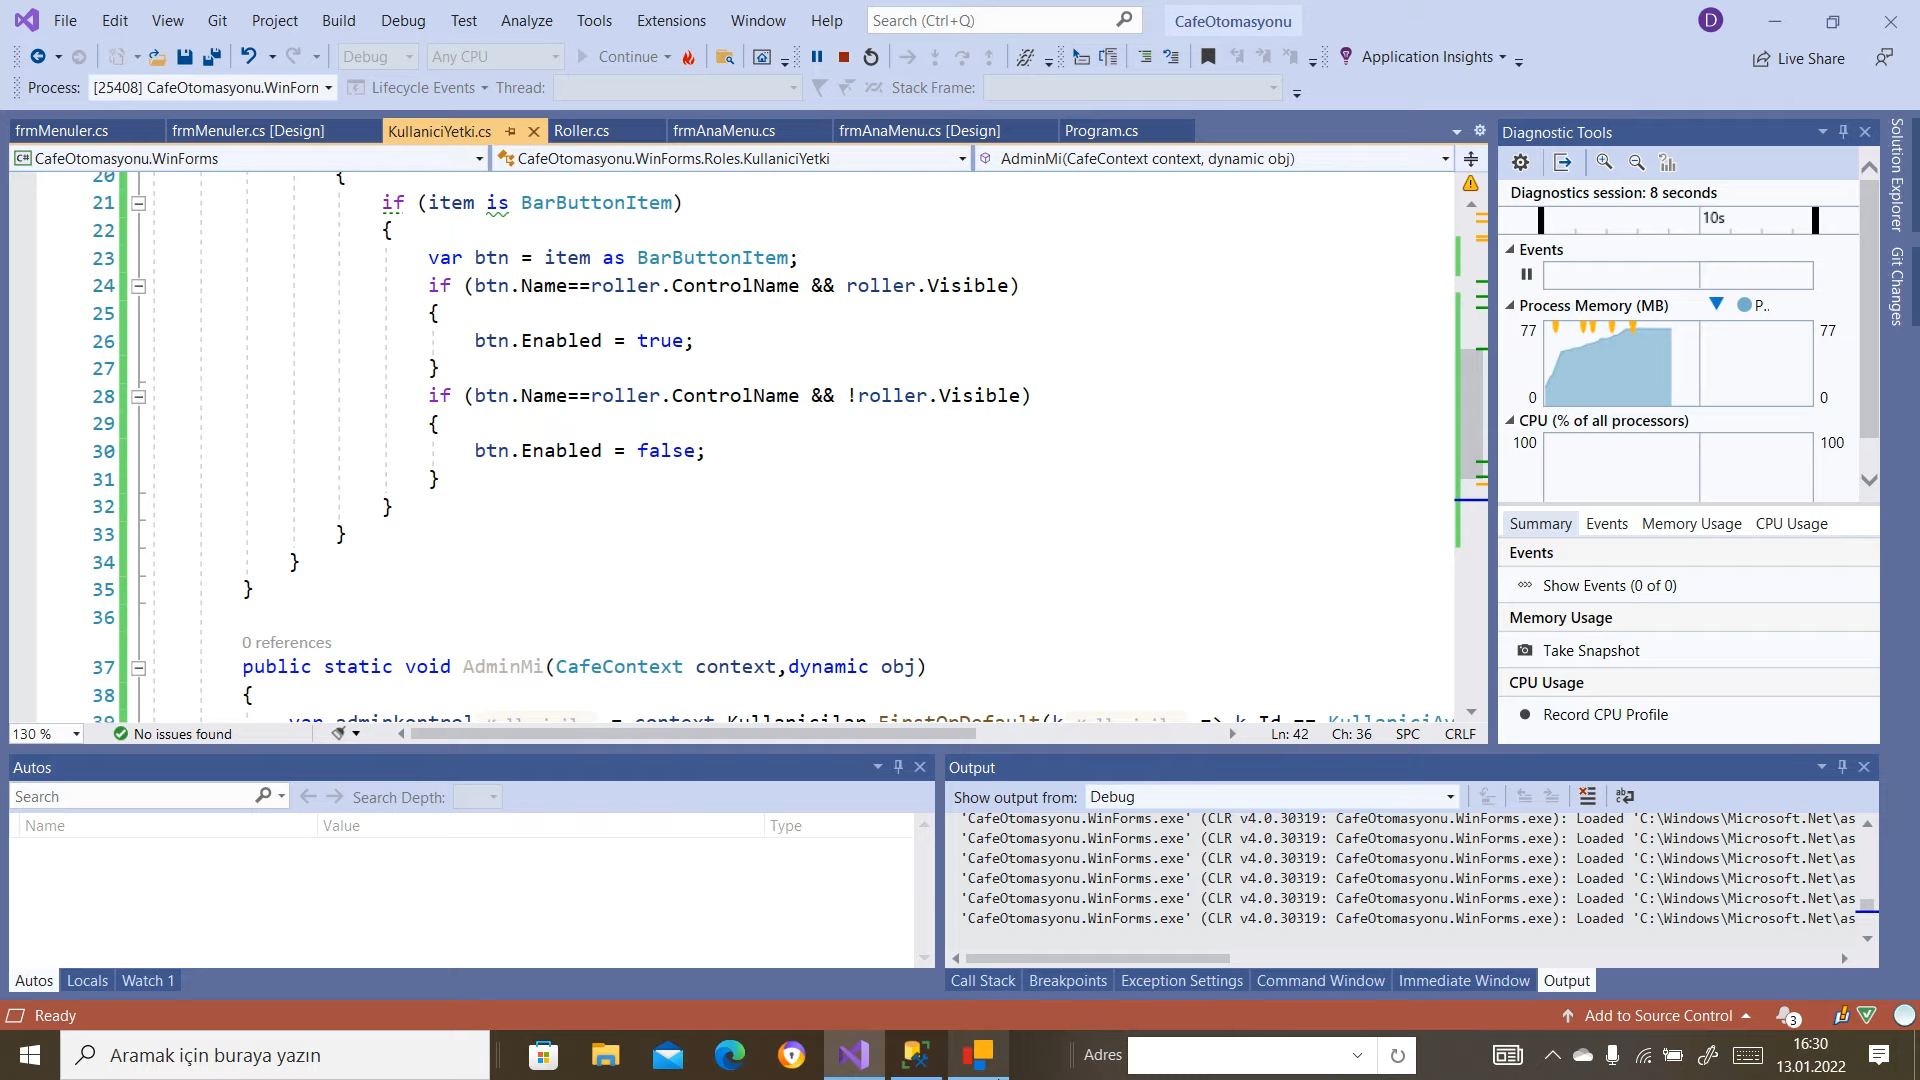 File Edit View Git Project Build Debug Test Analyze Tools Extensions Window Help Search (Ctrl+Q) CafeOtomasyonu D
Debug Any CPU Continue Application Insights Live Share
Process: [25408] CafeOtomasyonu.WinForn Lifecycle Events Thread: Stack Frame:
frmMenuler.cs frmMenuler.cs [Design] KullaniciYetki.cs Roller.cs frmAnaMenu.cs frmAnaMenu.cs [Design] Program.cs
C# CafeOtomasyonu.WinForms CafeOtomasyonu.WinForms.Roles.KullaniciYetki AdminMi(CafeContext context, dynamic obj)
20 {
21 if (item is BarButtonItem)
22 {
23 var btn = item as BarButtonItem;
24 if (btn.Name==roller.ControlName && roller.Visible)
25 {
26 btn.Enabled = true;
27 }
28 if (btn.Name==roller.ControlName && !roller.Visible)
29 {
30 btn.Enabled = false;
31 }
32 }
33 }
34 }
35 }
36
0 references
37 public static void AdminMi(CafeContext context,dynamic obj)
38 {
39 var adminkontrol = context.Kullanicilar.FirstOrDefault(k => k.Id ==
130 % No issues found Ln: 42 Ch: 36 SPC CRLF
Diagnostic Tools
Diagnostics session: 8 seconds
10s
Events
Process Memory (MB) P..
77 77
0 0
CPU (% of all processors)
100 100
Summary Events Memory Usage CPU Usage
Events
Show Events (0 of 0)
Memory Usage
Take Snapshot
CPU Usage
Record CPU Profile
Solution Explorer
Git Changes
Autos
Search Search Depth:
Name Value Type
Autos Locals Watch 1
Output
Show output from: Debug
'CafeOtomasyonu.WinForms.exe' (CLR v4.0.30319: CafeOtomasyonu.WinForms.exe): Loaded 'C:\Windows\Microsoft.Net\as
'CafeOtomasyonu.WinForms.exe' (CLR v4.0.30319: CafeOtomasyonu.WinForms.exe): Loaded 'C:\Windows\Microsoft.Net\as
'CafeOtomasyonu.WinForms.exe' (CLR v4.0.30319: CafeOtomasyonu.WinForms.exe): Loaded 'C:\Windows\Microsoft.Net\as
'CafeOtomasyonu.WinForms.exe' (CLR v4.0.30319: CafeOtomasyonu.WinForms.exe): Loaded 'C:\Windows\Microsoft.Net\as
'CafeOtomasyonu.WinForms.exe' (CLR v4.0.30319: CafeOtomasyonu.WinForms.exe): Loaded 'C:\Windows\Microsoft.Net\as
'CafeOtomasyonu.WinForms.exe' (CLR v4.0.30319: CafeOtomasyonu.WinForms.exe): Loaded 'C:\Windows\Microsoft.Net\as
Call Stack Breakpoints Exception Settings Command Window Immediate Window Output
Ready Add to Source Control 3
Aramak için buraya yazın Adres 16:30
13.01.2022